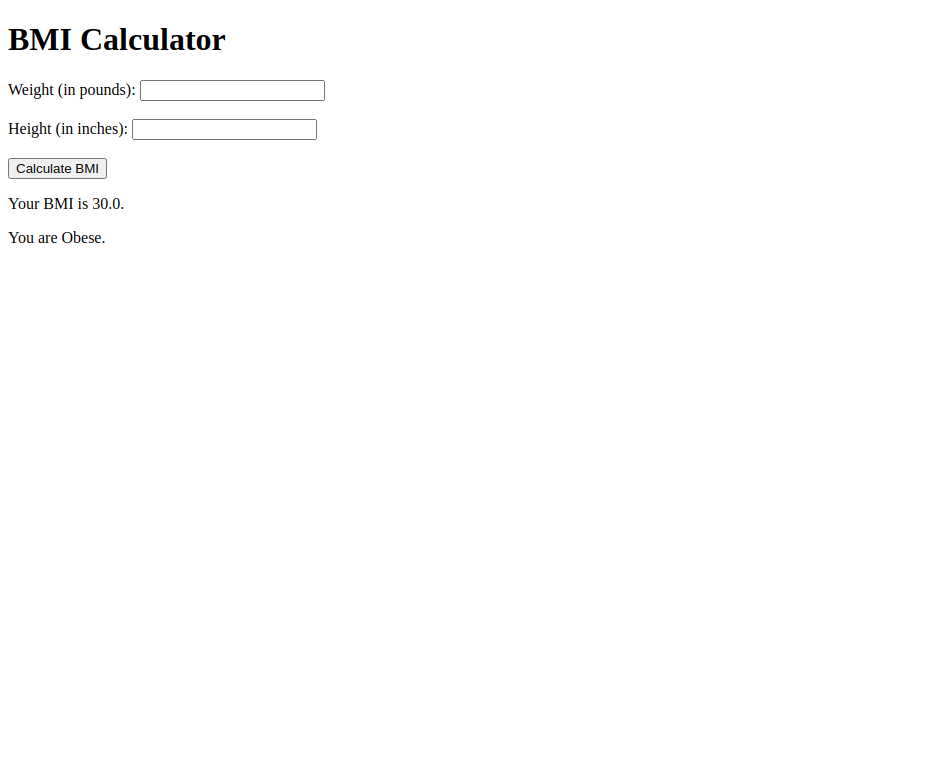 BMI Calculator
Weight (in pounds):
Height (in inches):
Calculate BMI
Your BMI is 30.0.
You are Obese.